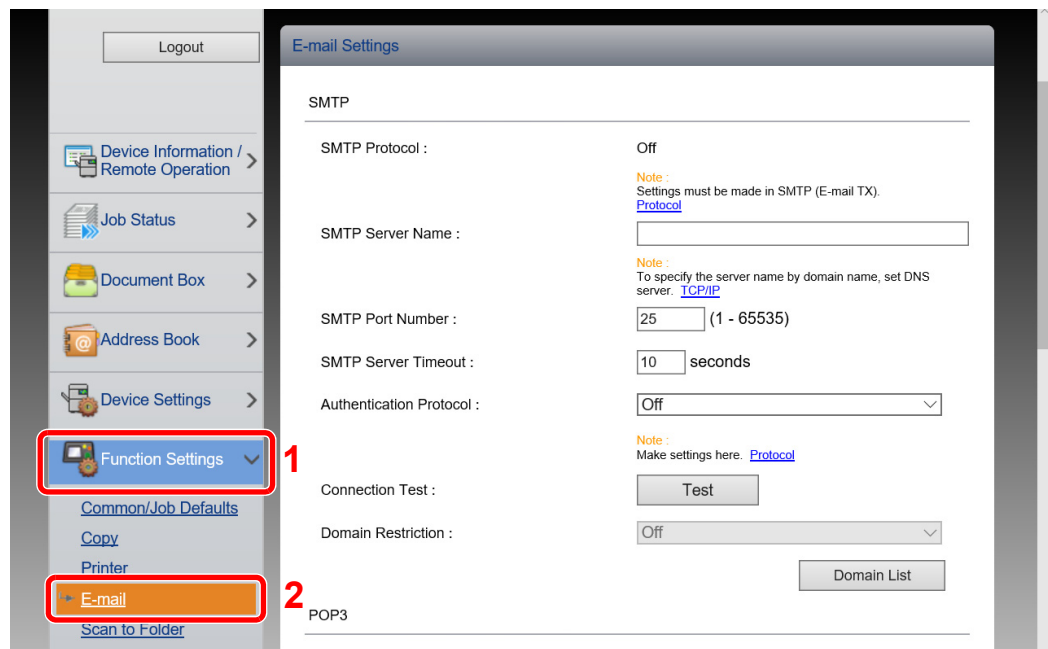 Logout
Device Information /
Remote Operation
Job Status
Document Box
Address Book
Device Settings
Function Settings
1
Common/Job Defaults
Copy
Printer
E-mail
2
Scan to Folder
E-mail Settings
SMTP
SMTP Protocol : Off
Note :
Settings must be made in SMTP (E-mail TX).
Protocol
SMTP Server Name :
Note :
To specify the server name by domain name, set DNS
server. TCP/IP
SMTP Port Number : 25 (1 - 65535)
SMTP Server Timeout : 10 seconds
Authentication Protocol : Off
Note :
Make settings here. Protocol
Connection Test : Test
Domain Restriction : Off
Domain List
POP3